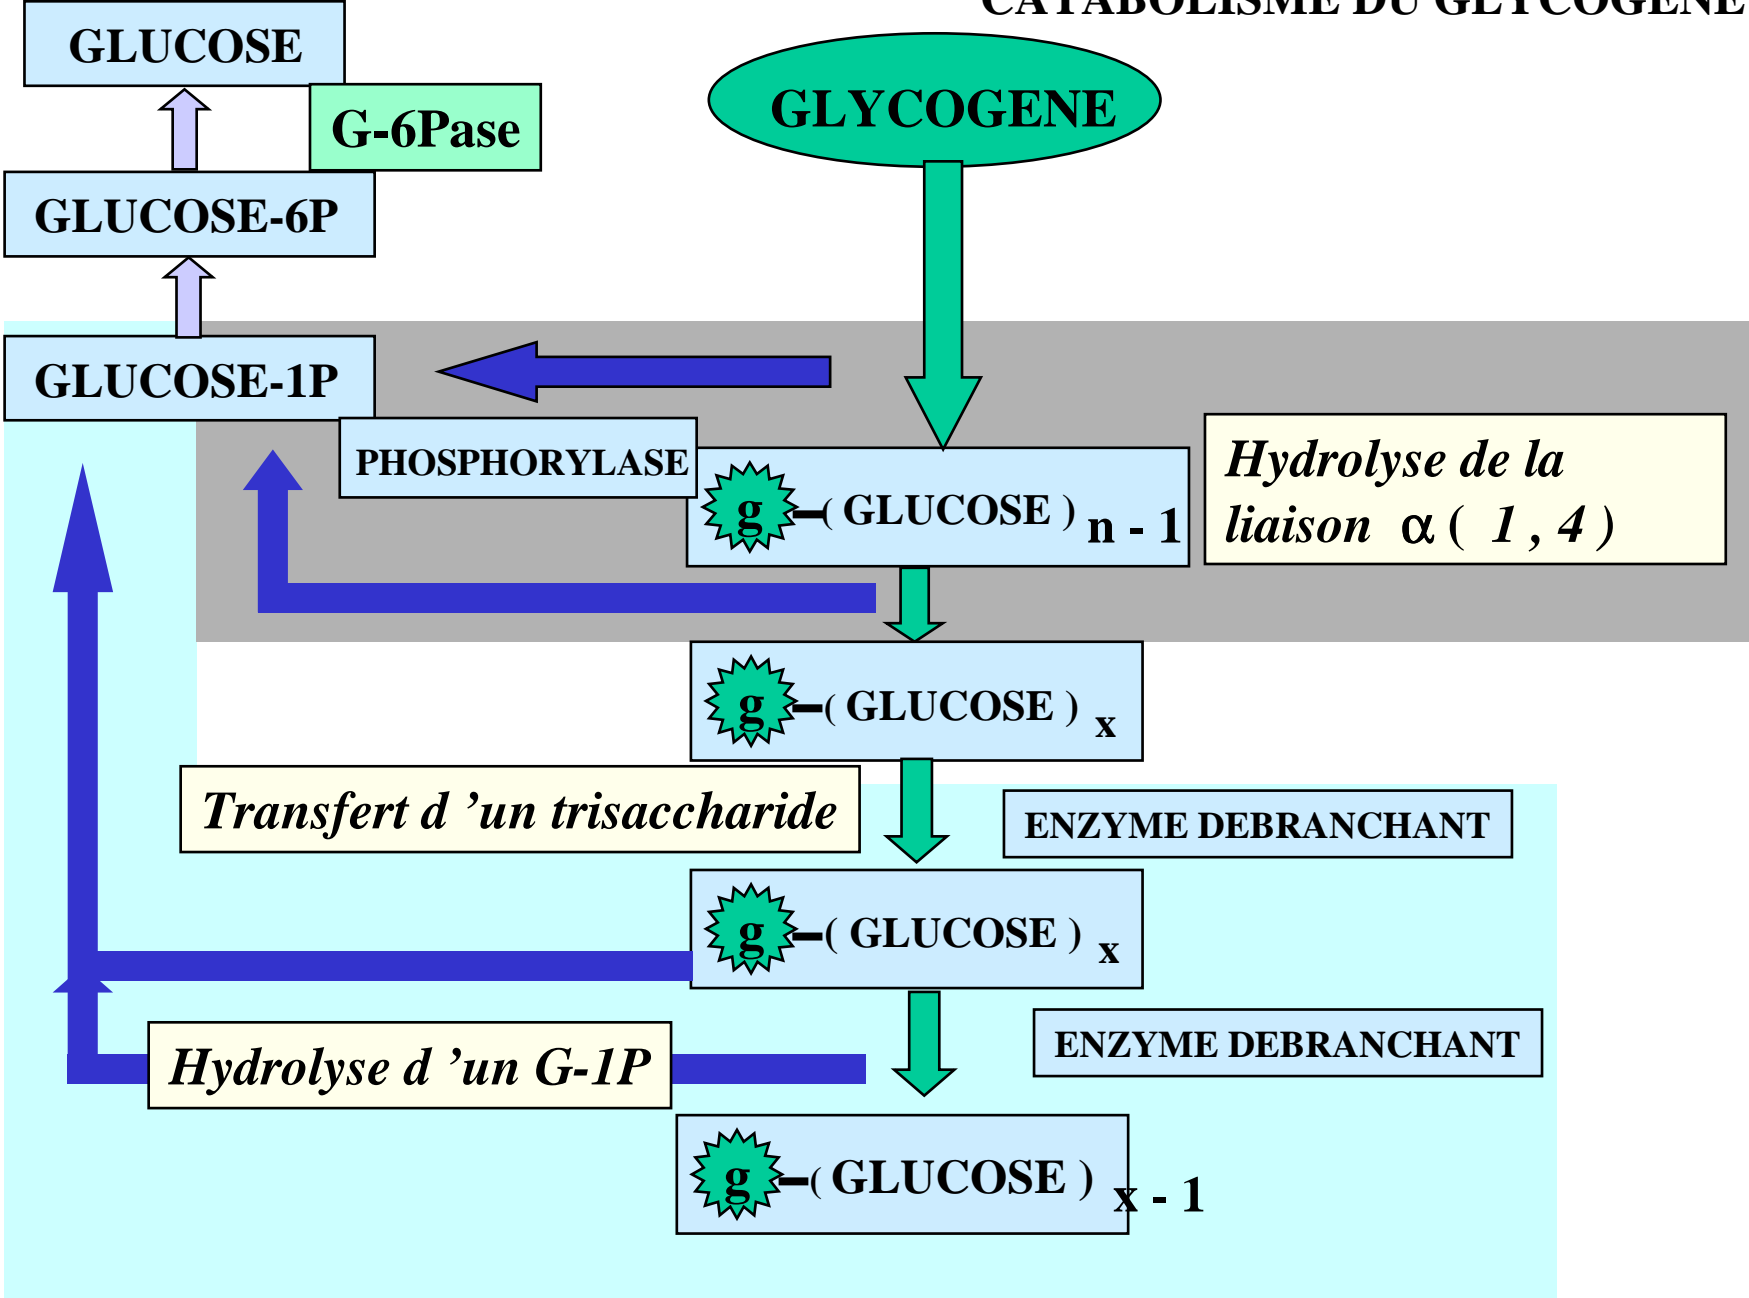 CATABOLISME DU GLYCOGENE
GLUCOSE
G-6Pase
GLYCOGENE
GLUCOSE-6P
GLUCOSE-1P
PHOSPHORYLASE
g-( GLUCOSE ) n - 1
Hydrolyse de la
liaison α ( 1 , 4 )
g-( GLUCOSE ) x
Transfert d ’un trisaccharide
ENZYME DEBRANCHANT
g-( GLUCOSE ) x
Hydrolyse d ’un G-1P
ENZYME DEBRANCHANT
g-( GLUCOSE ) x - 1